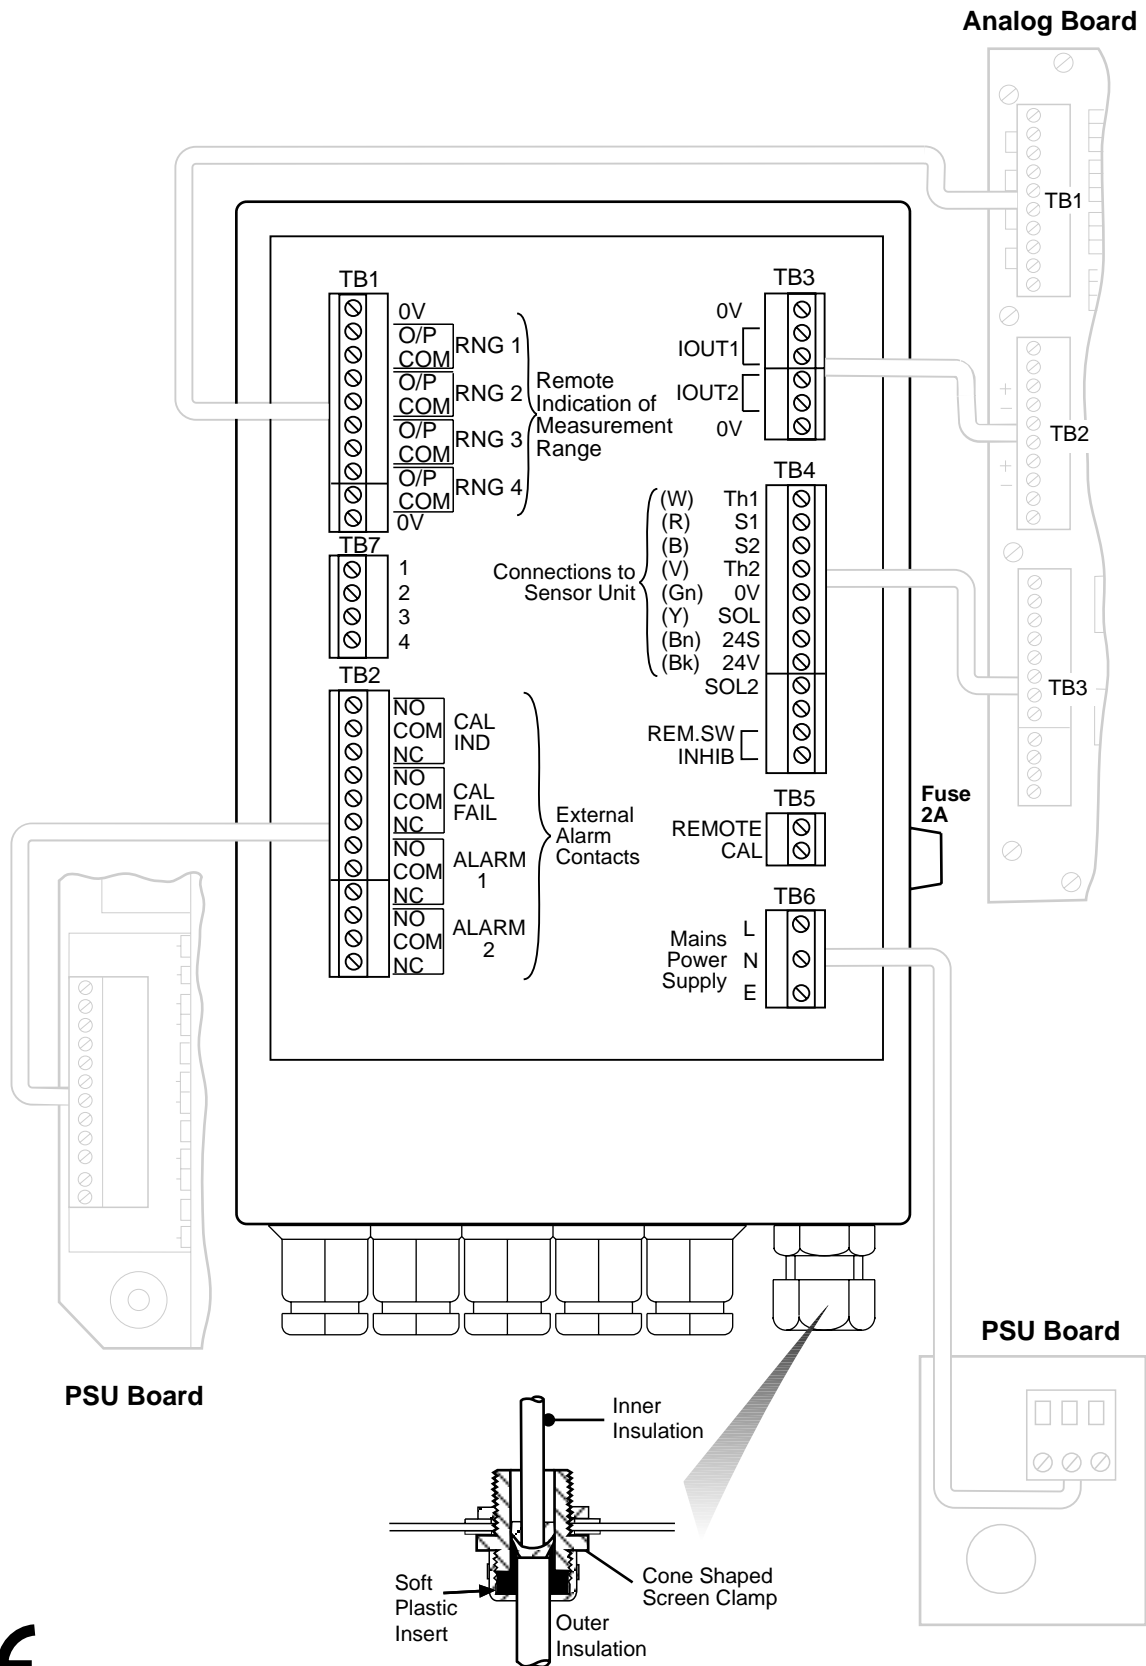 Analog Board
TB1
TB2
TB3
+
−
+
−
TB1
0V
O/P
COM
RNG 1
O/P
COM
RNG 2
O/P
COM
RNG 3
O/P
COM
RNG 4
0V
Remote
Indication of
Measurement
Range
TB7
1
2
3
4
TB2
NO
COM
NC
CAL
IND
NO
COM
NC
CAL
FAIL
NO
COM
NC
ALARM
1
NO
COM
NC
ALARM
2
External
Alarm
Contacts
TB3
0V
IOUT1
IOUT2
0V
TB4
Connections to
Sensor Unit
(W) Th1
(R) S1
(B) S2
(V) Th2
(Gn) 0V
(Y) SOL
(Bn) 24S
(Bk) 24V
SOL2
REM.SW
INHIB
TB5
REMOTE
CAL
Fuse
2A
TB6
Mains
Power
Supply
L
N
E
PSU Board
PSU Board
Inner
Insulation
Soft
Plastic
Insert
Cone Shaped
Screen Clamp
Outer
Insulation